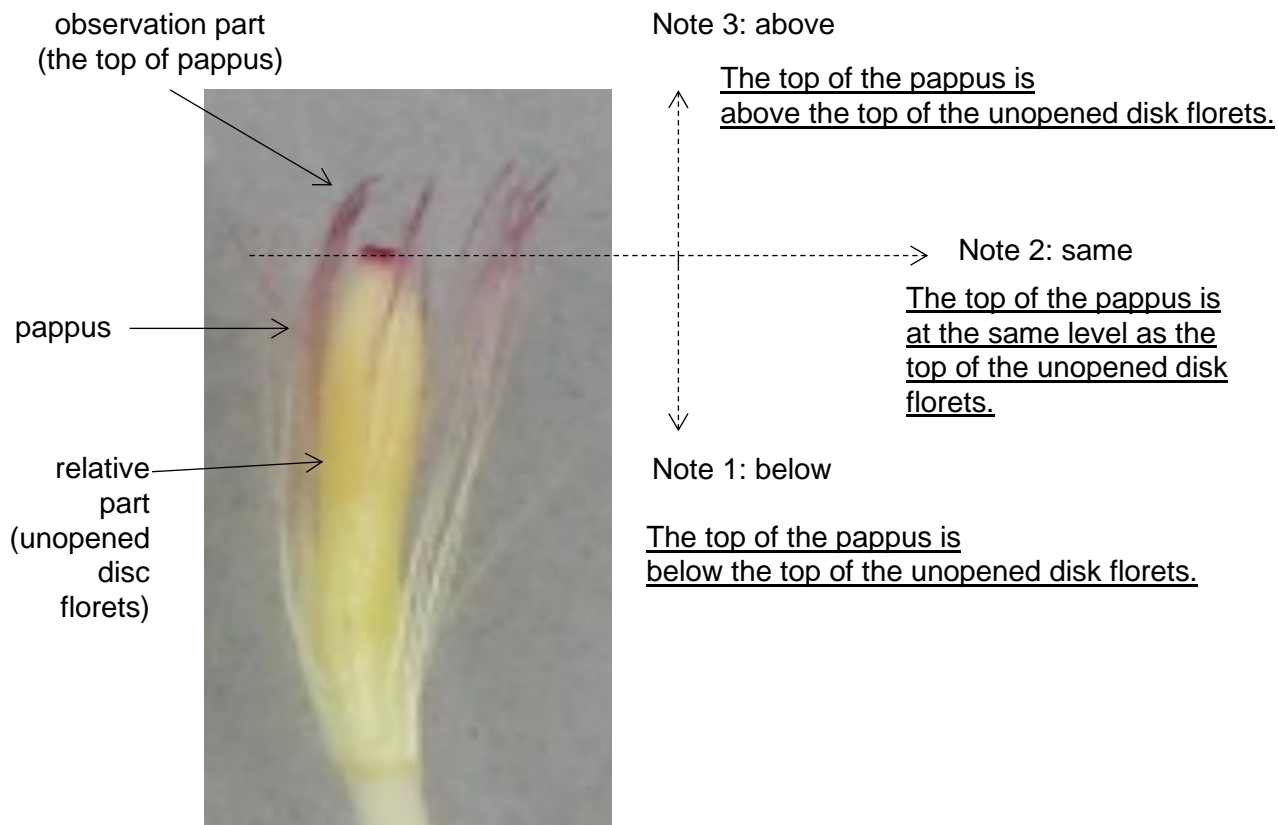 observation part
(the top of pappus)
Note 3: above
The top of the pappus is
above the top of the unopened disk florets.
Note 2: same
The top of the pappus is
at the same level as the
top of the unopened disk
florets.
pappus
relative
part
(unopened
disc
florets)
Note 1: below
The top of the pappus is
below the top of the unopened disk florets.